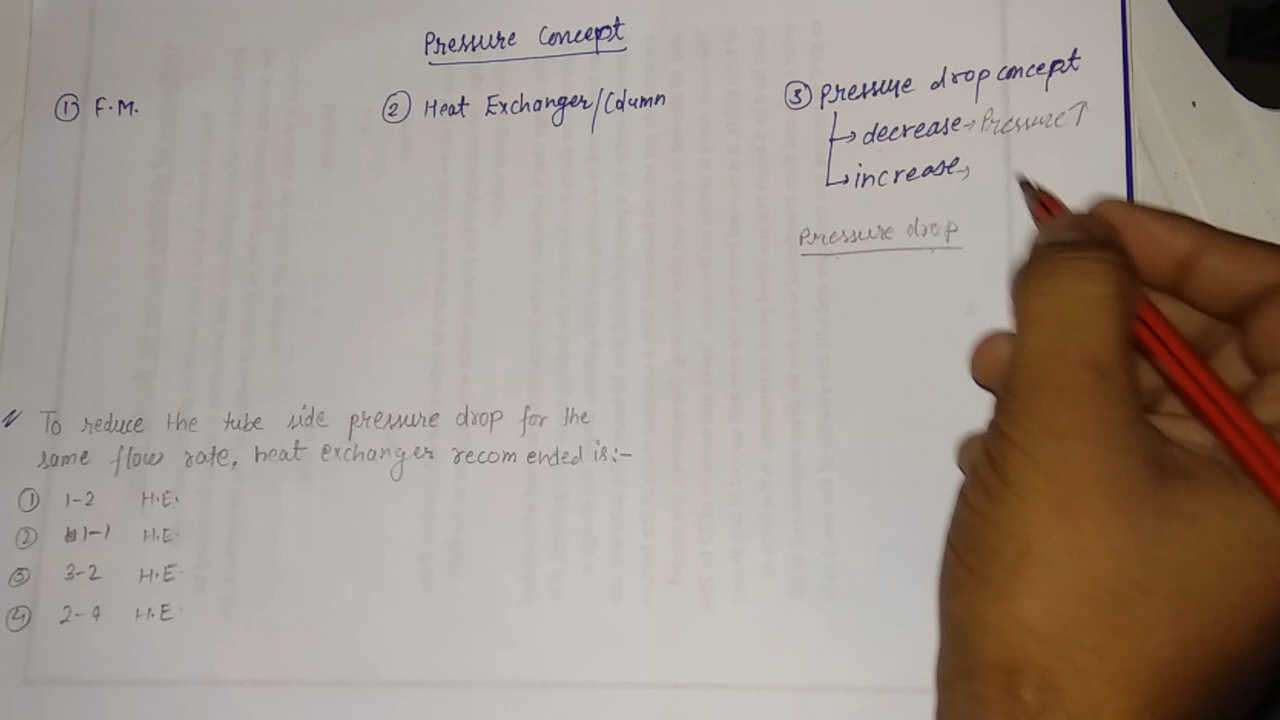 Pressure Concept
① F.M.
② Heat Exchanger/Column
③ Pressure drop concept
↳ decrease → Pressure ↑
↳ increase →
Pressure drop
To reduce the tube side pressure drop for the
same flow rate, heat exchanger recomended is:-
① 1-2 H.E.
② 1-1 H.E.
③ 3-2 H.E.
④ 2-4 H.E.